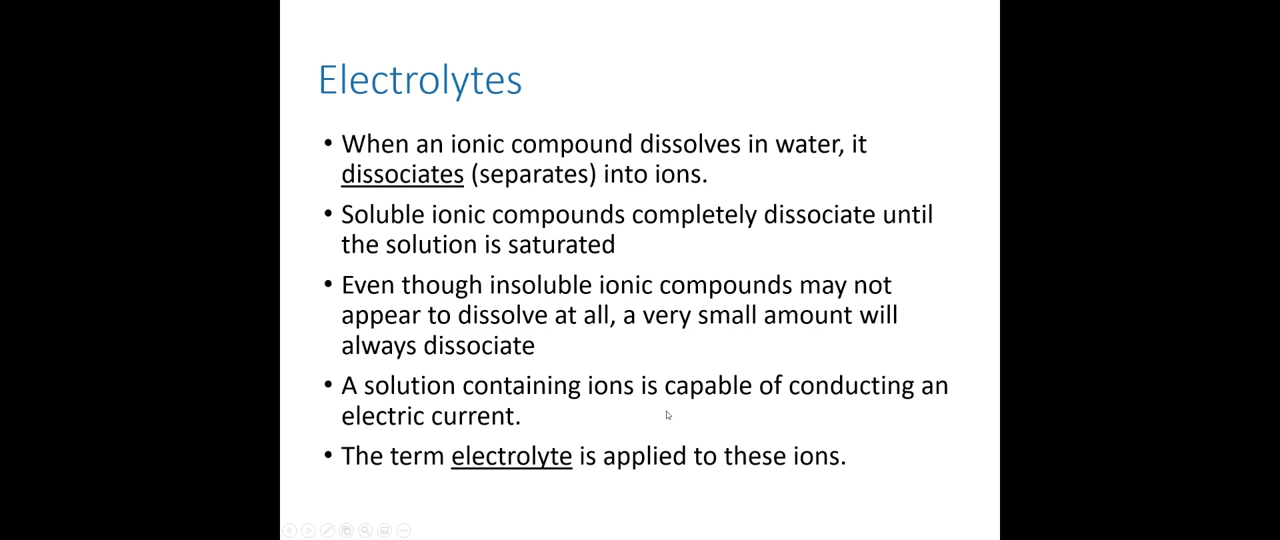 Electrolytes
• When an ionic compound dissolves in water, it
dissociates (separates) into ions.
• Soluble ionic compounds completely dissociate until
the solution is saturated
• Even though insoluble ionic compounds may not
appear to dissolve at all, a very small amount will
always dissociate
• A solution containing ions is capable of conducting an
electric current.
• The term electrolyte is applied to these ions.